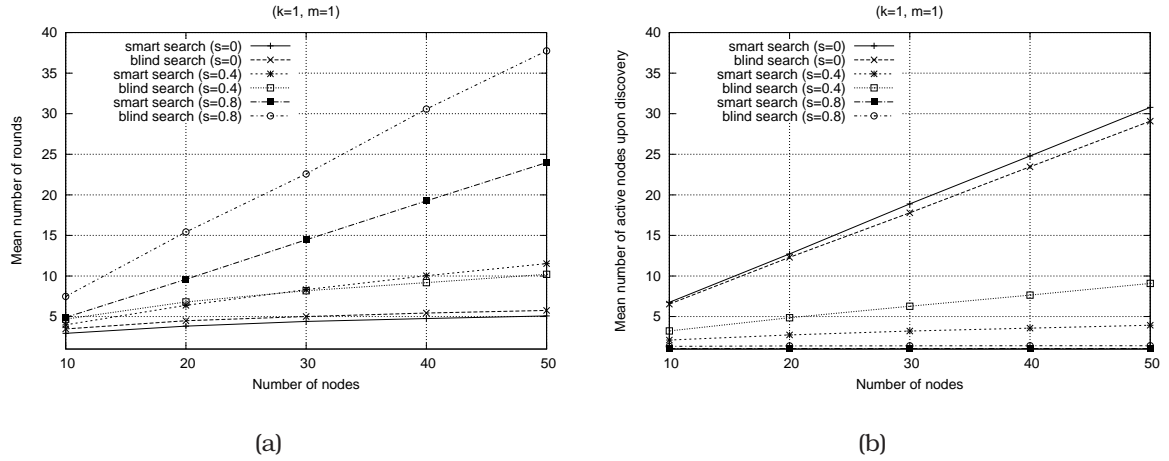 (k=1, m=1)
40
35
30
25
20
15
10
5
10
20
30
40
50
Mean number of rounds
Number of nodes
smart search (s=0)
blind search (s=0)
smart search (s=0.4)
blind search (s=0.4)
smart search (s=0.8)
blind search (s=0.8)
(a)
(k=1, m=1)
40
35
30
25
20
15
10
5
10
20
30
40
50
Mean number of active nodes upon discovery
Number of nodes
smart search (s=0)
blind search (s=0)
smart search (s=0.4)
blind search (s=0.4)
smart search (s=0.8)
blind search (s=0.8)
(b)